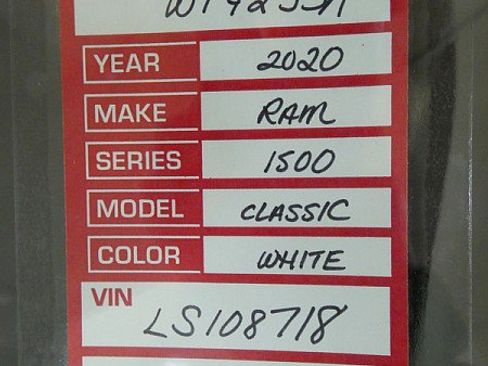 YEAR 2020
MAKE RAM
SERIES 1500
MODEL CLASSIC
COLOR WHITE
VIN
LS108718